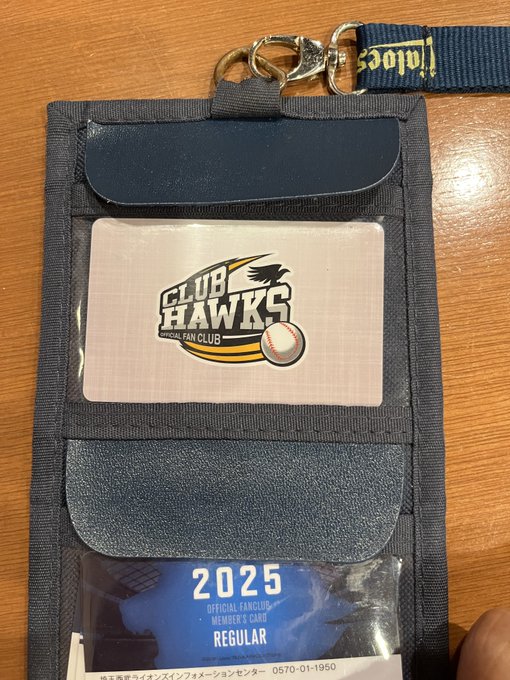 CLUB
HAWKS
OFFICIAL FAN CLUB
2025
OFFICIAL FANCLUB
MEMBER'S CARD
REGULAR
埼玉西武ライオンズインフォメーションセンター 0570-01-1950